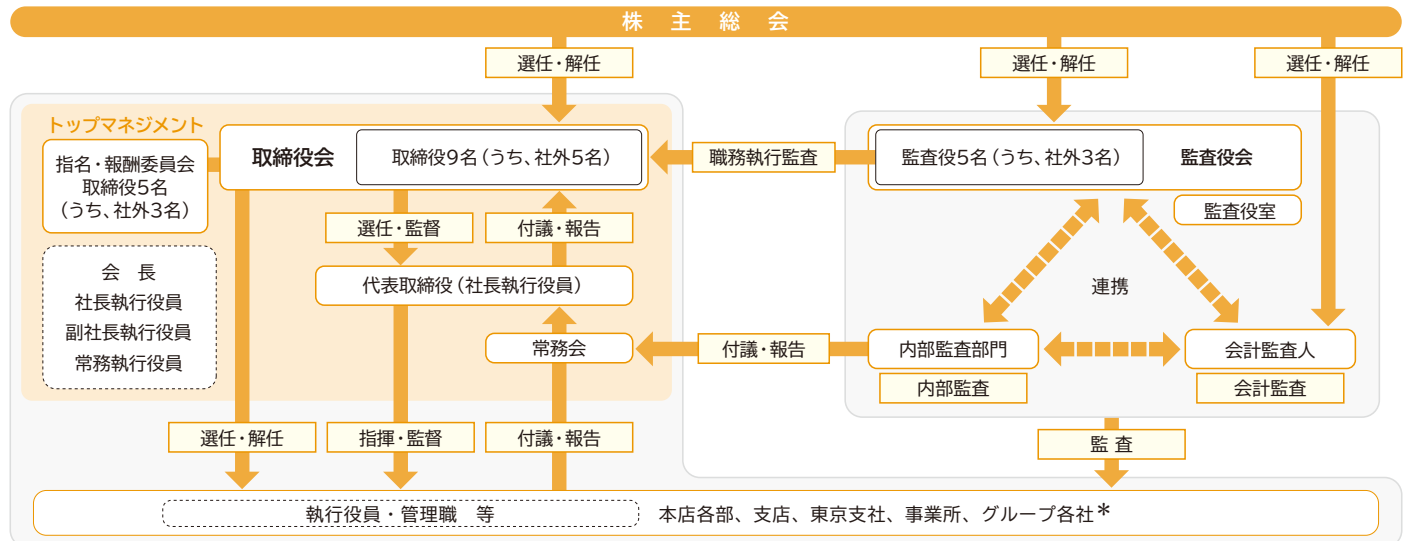 株 主 総 会
選任・解任
選任・解任
選任・解任
トップマネジメント
指名・報酬委員会
取締役5名
(うち、社外3名)
取締役会
取締役9名(うち、社外5名)
職務執行監査
監査役5名(うち、社外3名)
監査役会
監査役室
選任・監督
付議・報告
会 長
社長執行役員
副社長執行役員
常務執行役員
代表取締役(社長執行役員)
連携
常務会
付議・報告
内部監査部門
会計監査人
内部監査
会計監査
選任・解任
指揮・監督
付議・報告
監 査
執行役員・管理職 等
本店各部、支店、東京支社、事業所、グループ各社*